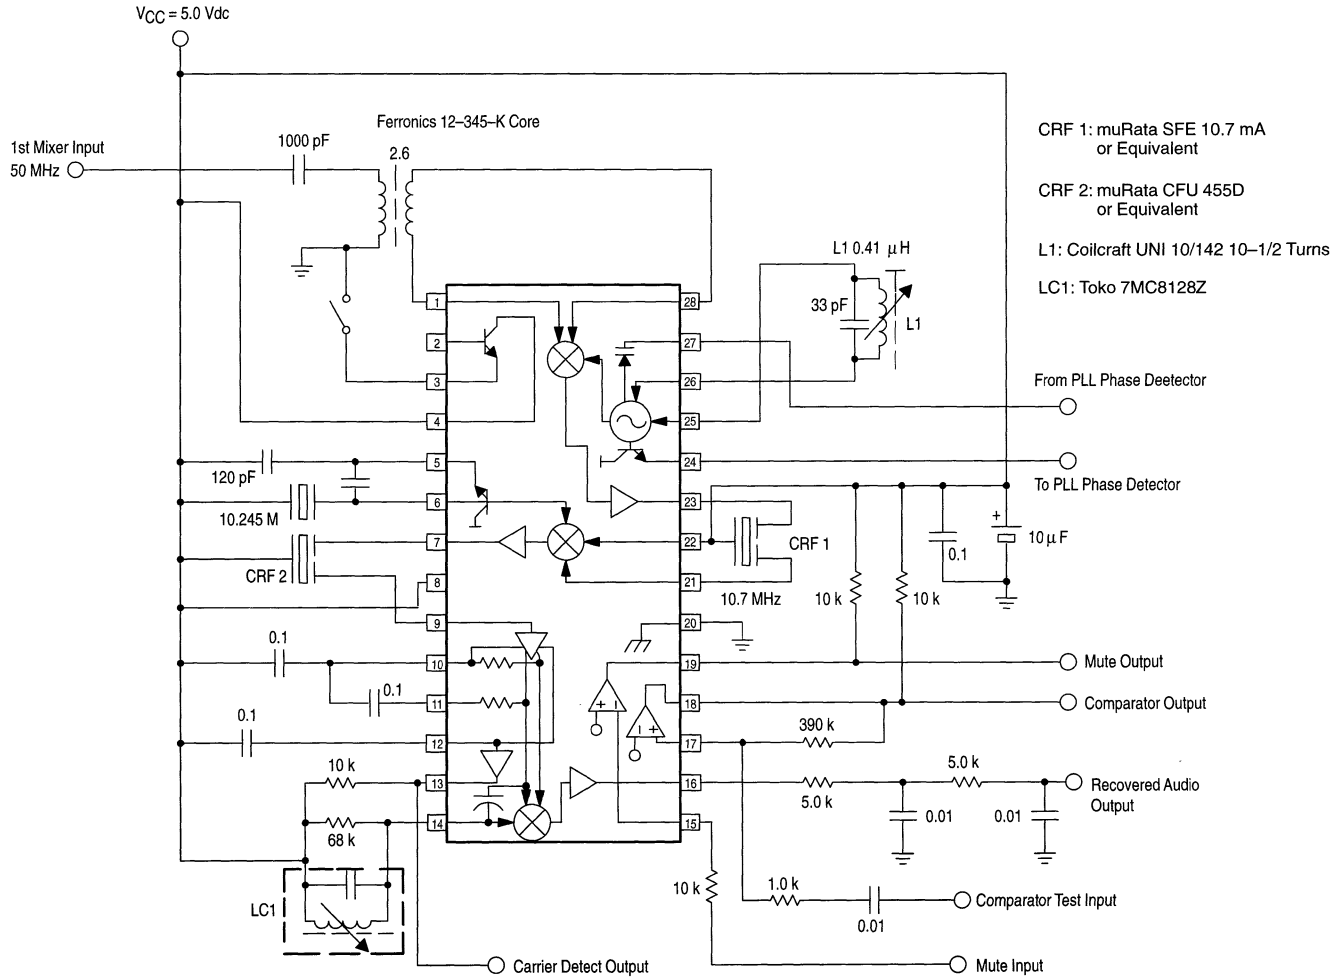 VCC = 5.0 Vdc
Ferronics 12–345–K Core
1st Mixer Input
50 MHz
1000 pF
2.6
CRF 1: muRata SFE 10.7 mA
or Equivalent
CRF 2: muRata CFU 455D
or Equivalent
L1: Coilcraft UNI 10/142 10–1/2 Turns
LC1: Toko 7MC8128Z
L1 0.41 μH
33 pF
L1
1
2
3
4
5
6
7
8
9
10
11
12
13
14
28
27
26
25
24
23
22
21
20
19
18
17
16
15
From PLL Phase Deetector
To PLL Phase Detector
120 pF
10.245 M
CRF 2
CRF 1
10.7 MHz
+
10 μF
0.1
10 k
10 k
Mute Output
Comparator Output
0.1
0.1
0.1
+ –
– +
390 k
10 k
68 k
5.0 k
5.0 k
0.01
0.01
Recovered Audio
Output
LC1
10 k
1.0 k
0.01
Comparator Test Input
Carrier Detect Output
Mute Input